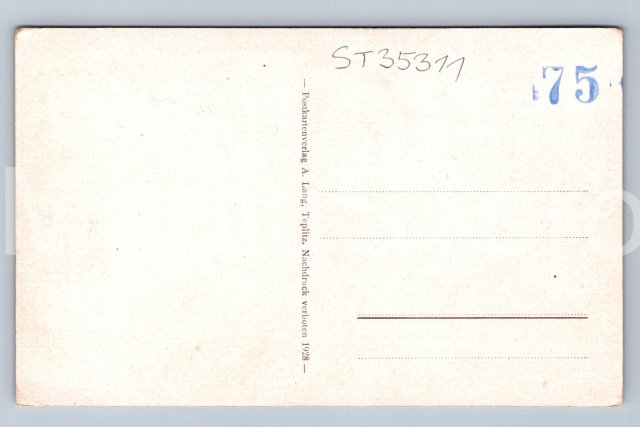 ST35311
75
— Postkartenverlag A. Lang, Teplitz, Nachdruck verboten 1928 —